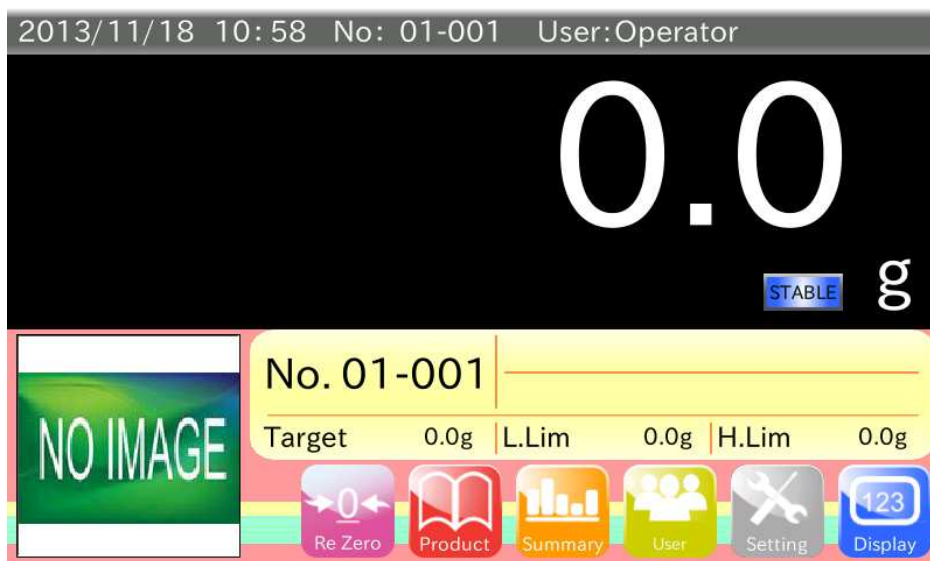 2013/11/18 10:58 No: 01-001 User:Operator
0.0
STABLE g
NO IMAGE
No. 01-001
Target 0.0g L.Lim 0.0g H.Lim 0.0g
0
123
Re Zero Product Summary User Setting Display